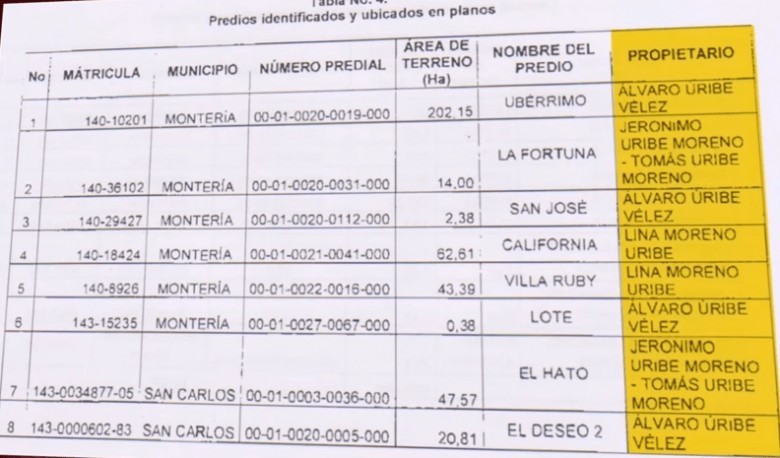 Tabla No. 4.
Predios identificados y ubicados en planos
No MÁTRICULA MUNICIPIO NÚMERO PREDIAL ÁREA DE TERRENO (Ha) NOMBRE DEL PREDIO PROPIETARIO
1 140-10201 MONTERÍA 00-01-0020-0019-000 202,15 UBÉRRIMO ÁLVARO URIBE VÉLEZ
2 140-36102 MONTERÍA 00-01-0020-0031-000 14,00 LA FORTUNA JERONIMO URIBE MORENO - TOMÁS URIBE MORENO
3 140-29427 MONTERÍA 00-01-0020-0112-000 2,38 SAN JOSÉ ÁLVARO URIBE VÉLEZ
4 140-18424 MONTERÍA 00-01-0021-0041-000 62,61 CALIFORNIA LINA MORENO URIBE
5 140-8926 MONTERÍA 00-01-0022-0016-000 43,39 VILLA RUBY LINA MORENO URIBE
6 143-15235 MONTERÍA 00-01-0027-0067-000 0,38 LOTE ÁLVARO URIBE VÉLEZ
7 143-0034877-05 SAN CARLOS 00-01-0003-0036-000 47,57 EL HATO JERONIMO URIBE MORENO - TOMÁS URIBE MORENO
8 143-0000602-83 SAN CARLOS 00-01-0020-0005-000 20,81 EL DESEO 2 ÁLVARO URIBE VÉLEZ